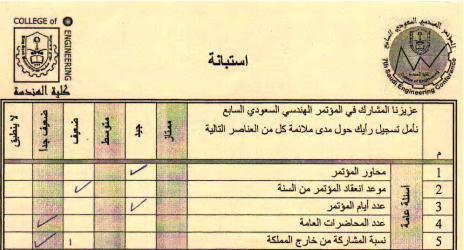 COLLEGE of ENGINEERING
كلية الهندسة
استبانة
المؤتمر الهندسي السعودي السابع
7th Saudi Engineering Conference
عزيزنا المشارك في المؤتمر الهندسي السعودي السابع
نأمل تسجيل رأيك حول مدى ملائمة كل من العناصر التالية
م
ممتاز
جيد
متوسط
ضعيف
ضعيف جدا
لا ينطبق
أسئلة عامة
1 محاور المؤتمر
2 موعد انعقاد المؤتمر من السنة
3 عدد أيام المؤتمر
4 عدد المحاضرات العامة
5 نسبة المشاركة من خارج المملكة